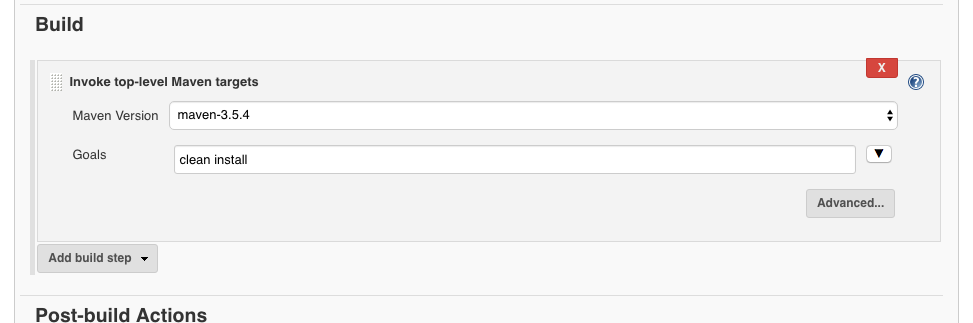 Build
Invoke top-level Maven targets
X
?
Maven Version maven-3.5.4
Goals clean install
Advanced...
Add build step
Post-build Actions